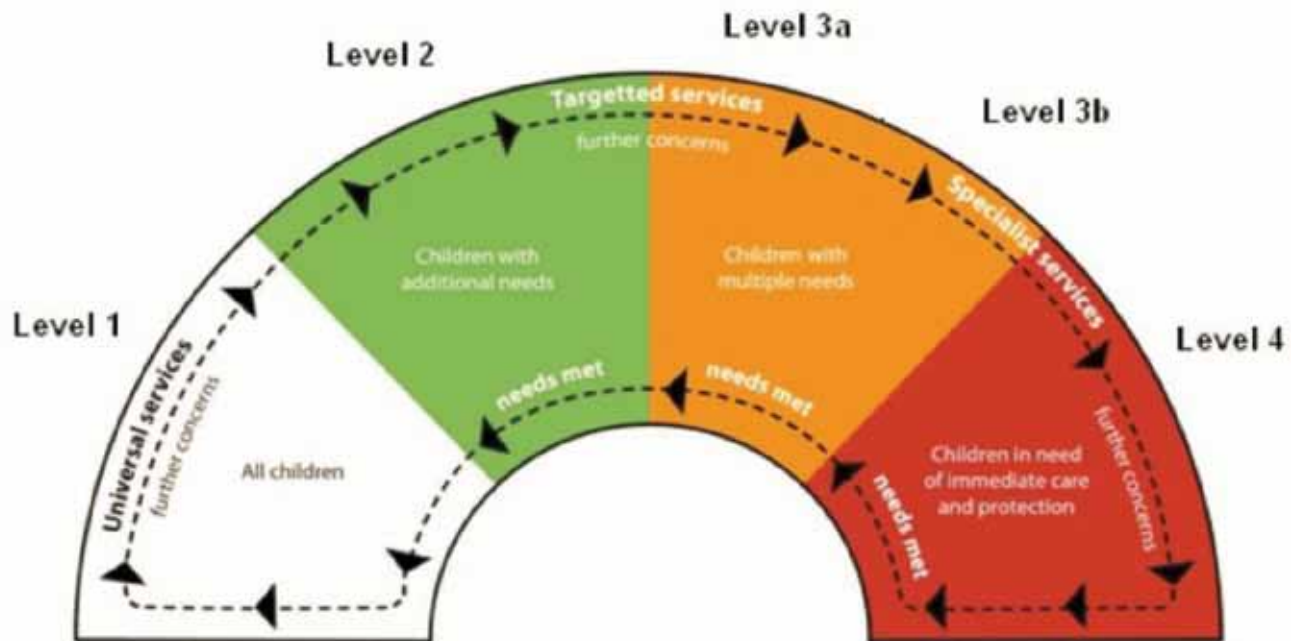 Level 1
Level 2
Level 3a
Level 3b
Level 4
Universal services
further concerns
All children
Targetted services
further concerns
Children with
additional needs
needs met
Children with
multiple needs
needs met
Specialist services
further concerns
Children in need
of immediate care
and protection
needs met